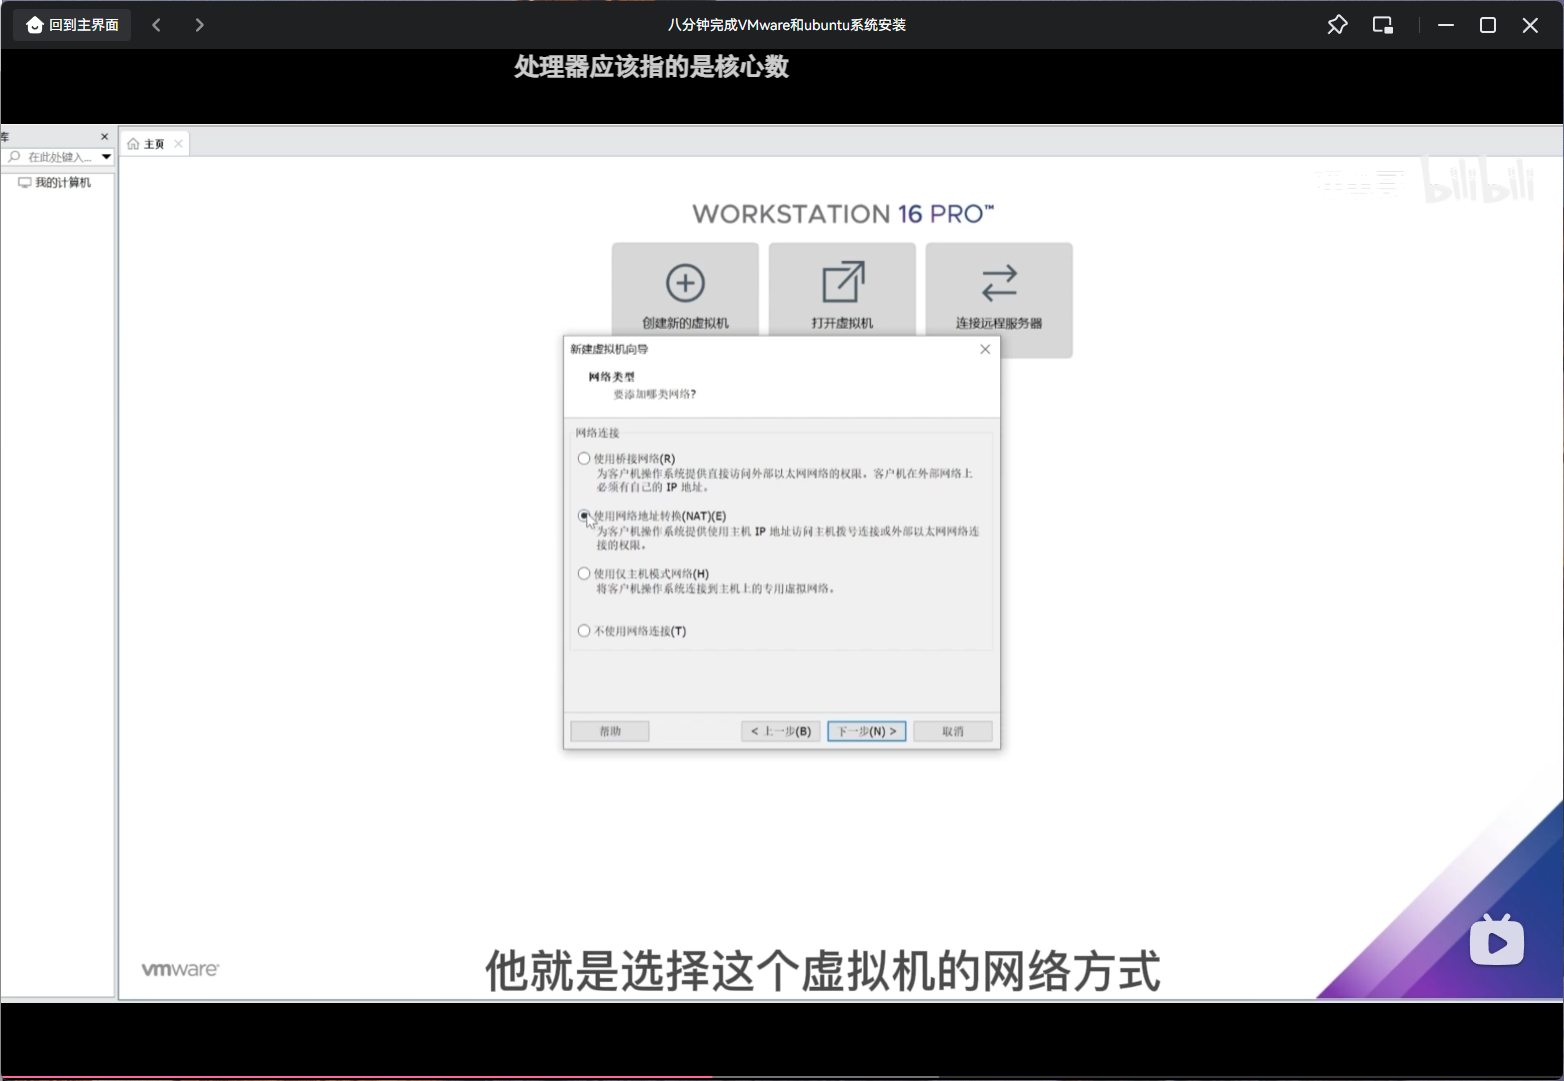 回到主界面
八分钟完成VMware和ubuntu系统安装
处理器应该指的是核心数
库
在此处键入...
我的计算机
主页
bilibili
WORKSTATION 16 PRO™
创建新的虚拟机
打开虚拟机
连接远程服务器
新建虚拟机向导
网络类型
要添加哪类网络?
网络连接
使用桥接网络(R)
为客户机操作系统提供直接访问外部以太网网络的权限。客户机在外部网络上
必须有自己的 IP 地址。
使用网络地址转换(NAT)(E)
为客户机操作系统提供使用主机 IP 地址访问主机拨号连接或外部以太网网络连
接的权限。
使用仅主机模式网络(H)
将客户机操作系统连接到主机上的专用虚拟网络。
不使用网络连接(T)
帮助
< 上一步(B)
下一步(N) >
取消
vmware
他就是选择这个虚拟机的网络方式